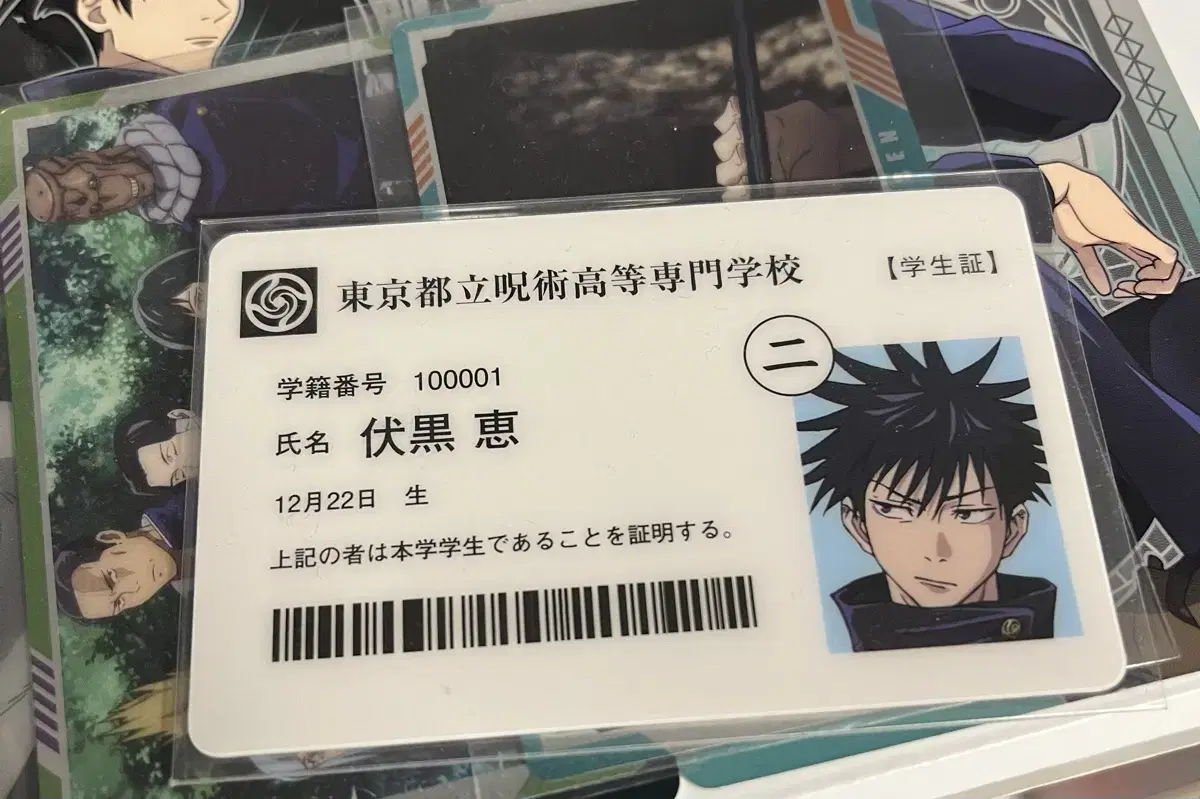 東京都立呪術高等専門学校
【学生証】
二
学籍番号 100001
氏名 伏黒 恵
12月22日 生
上記の者は本学学生であることを証明する。
EN